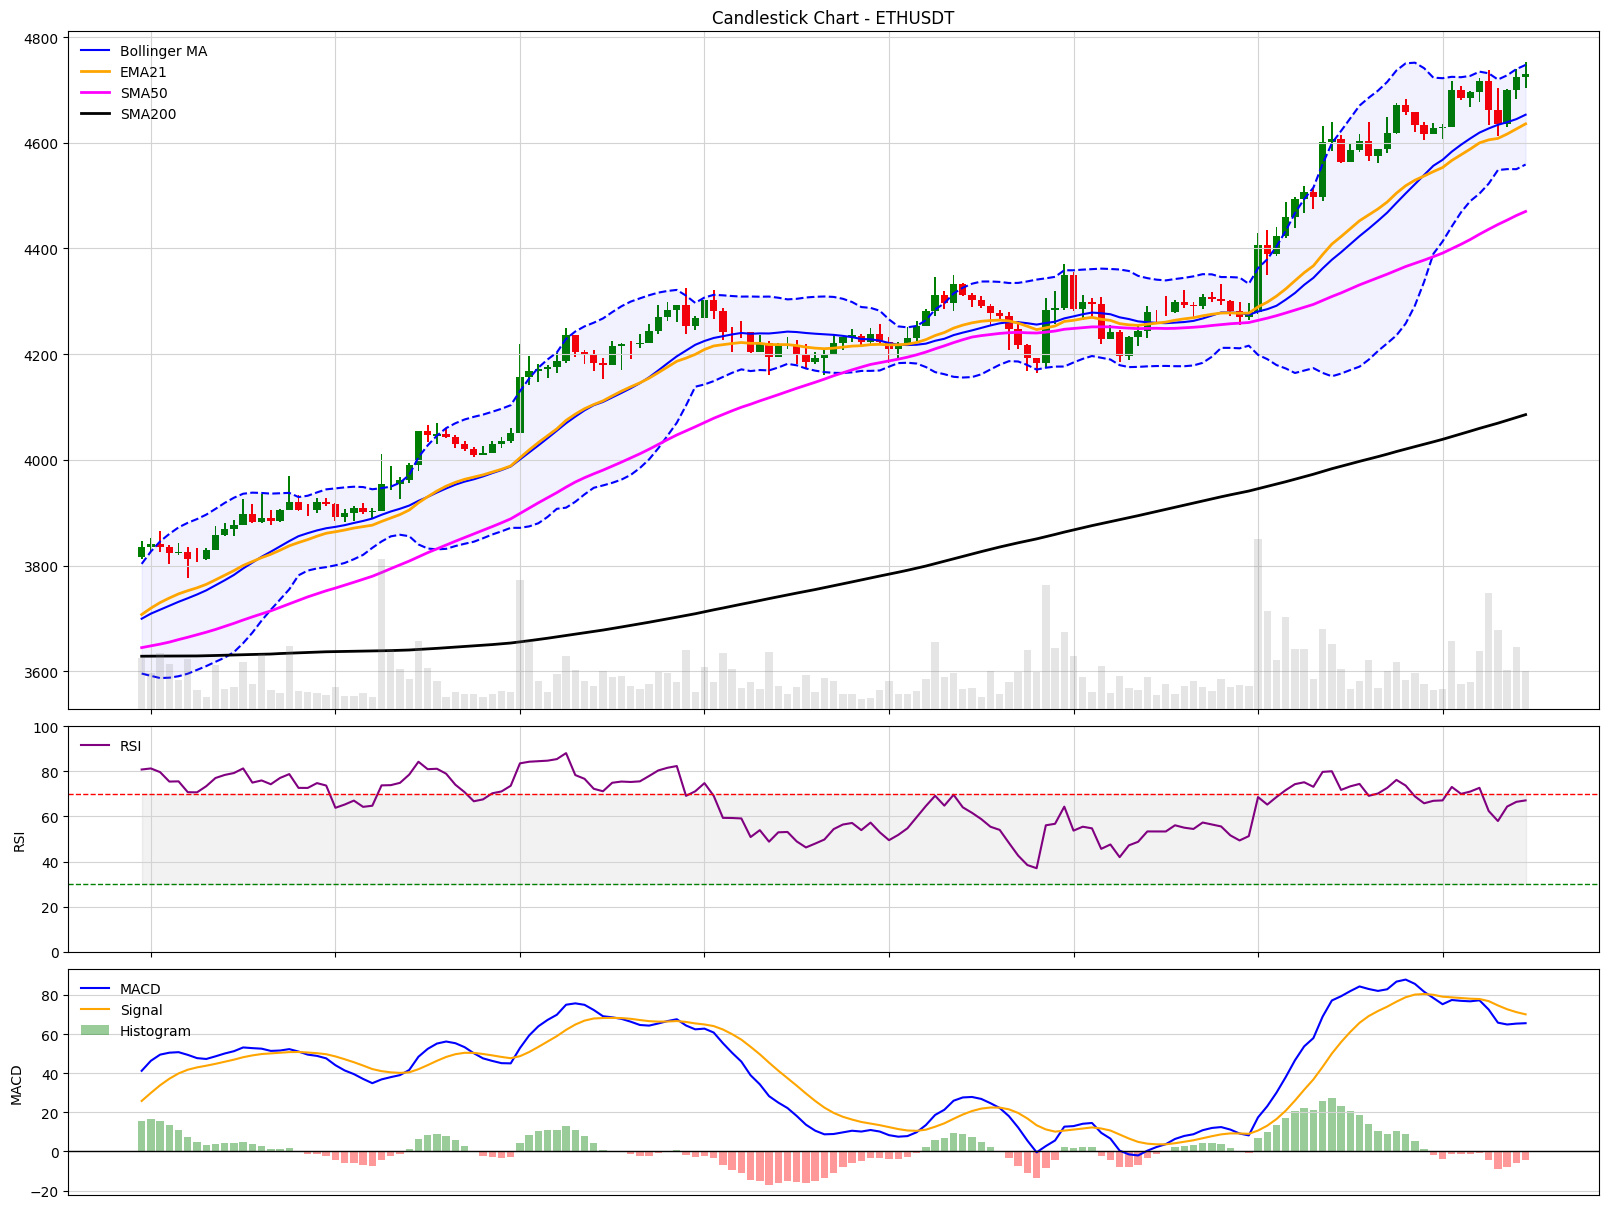 Candlestick Chart - ETHUSDT
4800
Bollinger MA
EMA21
SMA50
SMA200
4600
4400
4200
4000
3800
3600
100
RSI
80
60
RSI
40
20
0
MACD
80
Signal
Histogram
60
40
MACD
20
0
−20